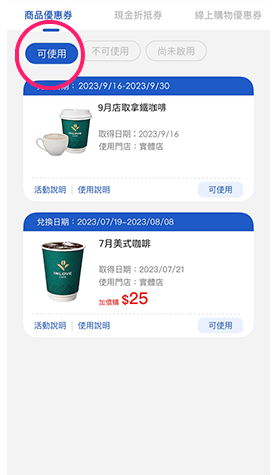 商品優惠券 現金折抵券 線上購物優惠券
可使用 不可使用 尚未啟用
2023/9/16-2023/9/30
9月店取拿鐵咖啡
取得日期：2023/9/16
使用門店：實體店
活動說明 | 使用說明 可使用
兌換日期：2023/07/19~2023/08/08
7月美式咖啡
INLOVE
取得日期：2023/07/21
使用門店：實體店
加價購 $25
活動說明 | 使用說明 可使用